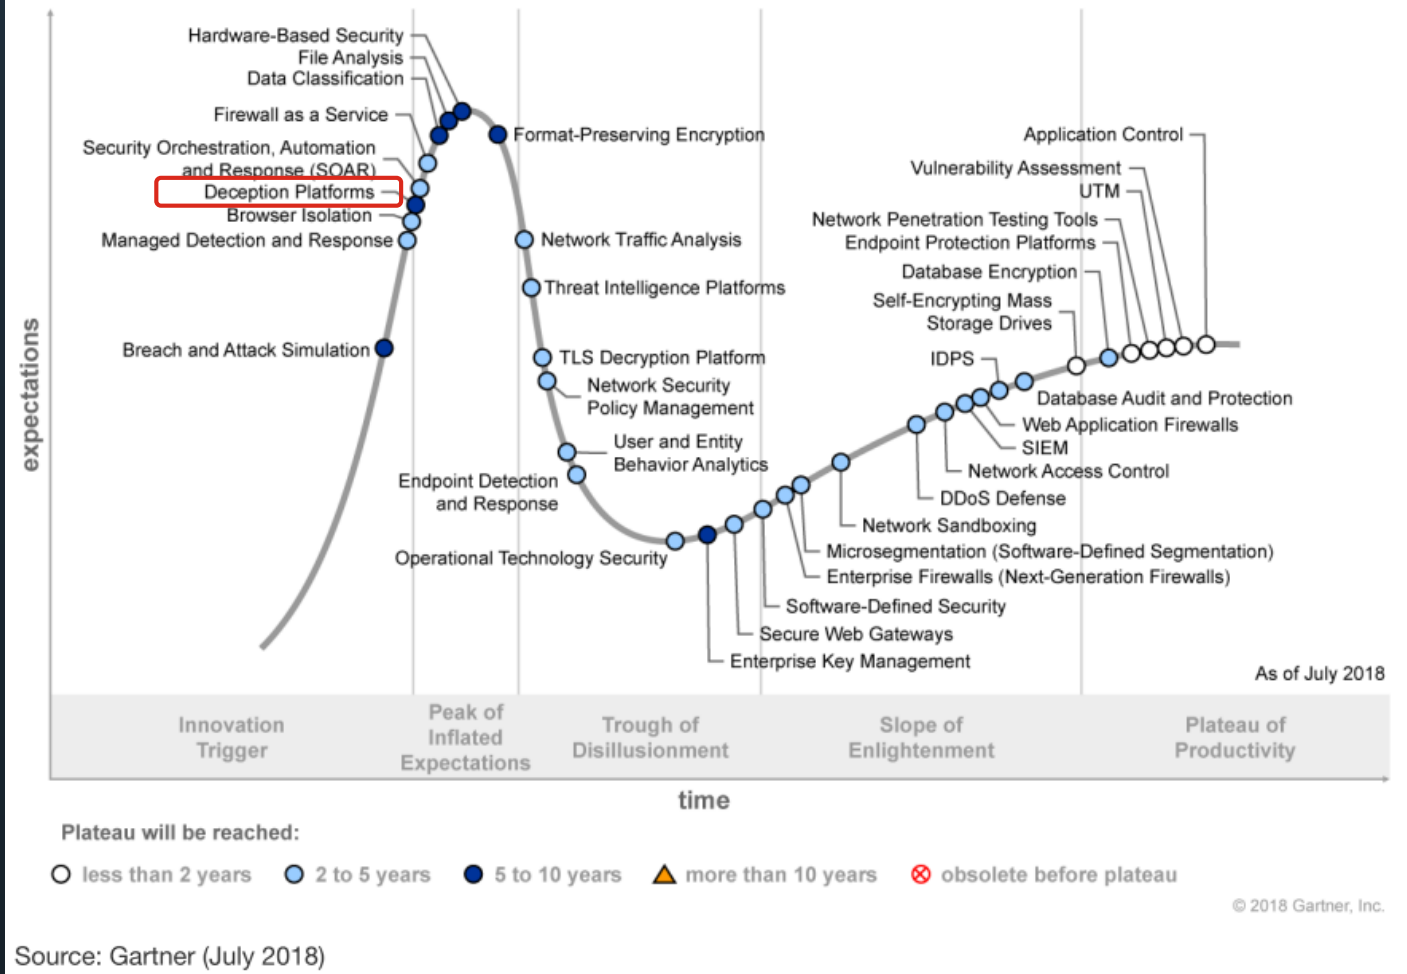 Hardware-Based Security
File Analysis
Data Classification
Firewall as a Service
Security Orchestration, Automation
and Response (SOAR)
Deception Platforms
Browser Isolation
Managed Detection and Response
Breach and Attack Simulation
Format-Preserving Encryption
Network Traffic Analysis
Threat Intelligence Platforms
TLS Decryption Platform
Network Security
Policy Management
User and Entity
Behavior Analytics
Endpoint Detection
and Response
Operational Technology Security
Application Control
Vulnerability Assessment
UTM
Network Penetration Testing Tools
Endpoint Protection Platforms
Database Encryption
Self-Encrypting Mass
Storage Drives
IDPS
Database Audit and Protection
Web Application Firewalls
SIEM
Network Access Control
DDoS Defense
Network Sandboxing
Microsegmentation (Software-Defined Segmentation)
Enterprise Firewalls (Next-Generation Firewalls)
Software-Defined Security
Secure Web Gateways
Enterprise Key Management
As of July 2018
expectations
Innovation
Trigger
Peak of
Inflated
Expectations
Trough of
Disillusionment
Slope of
Enlightenment
Plateau of
Productivity
time
Plateau will be reached:
less than 2 years
2 to 5 years
5 to 10 years
more than 10 years
obsolete before plateau
© 2018 Gartner, Inc.
Source: Gartner (July 2018)